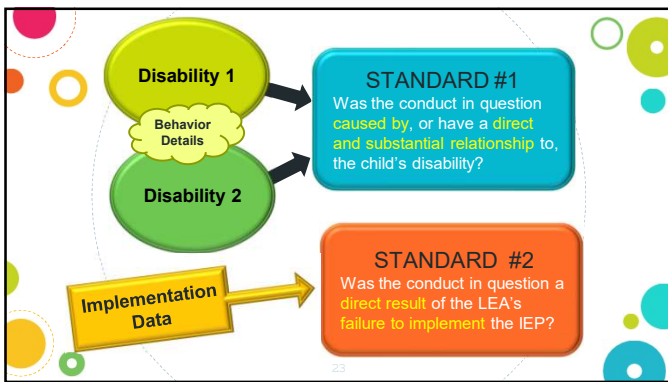 Disability 1
Behavior
Details
Disability 2
STANDARD #1
Was the conduct in question
caused by, or have a direct
and substantial relationship to,
the child's disability?
Implementation
Data
STANDARD #2
Was the conduct in question a
direct result of the LEA's
failure to implement the IEP?
23